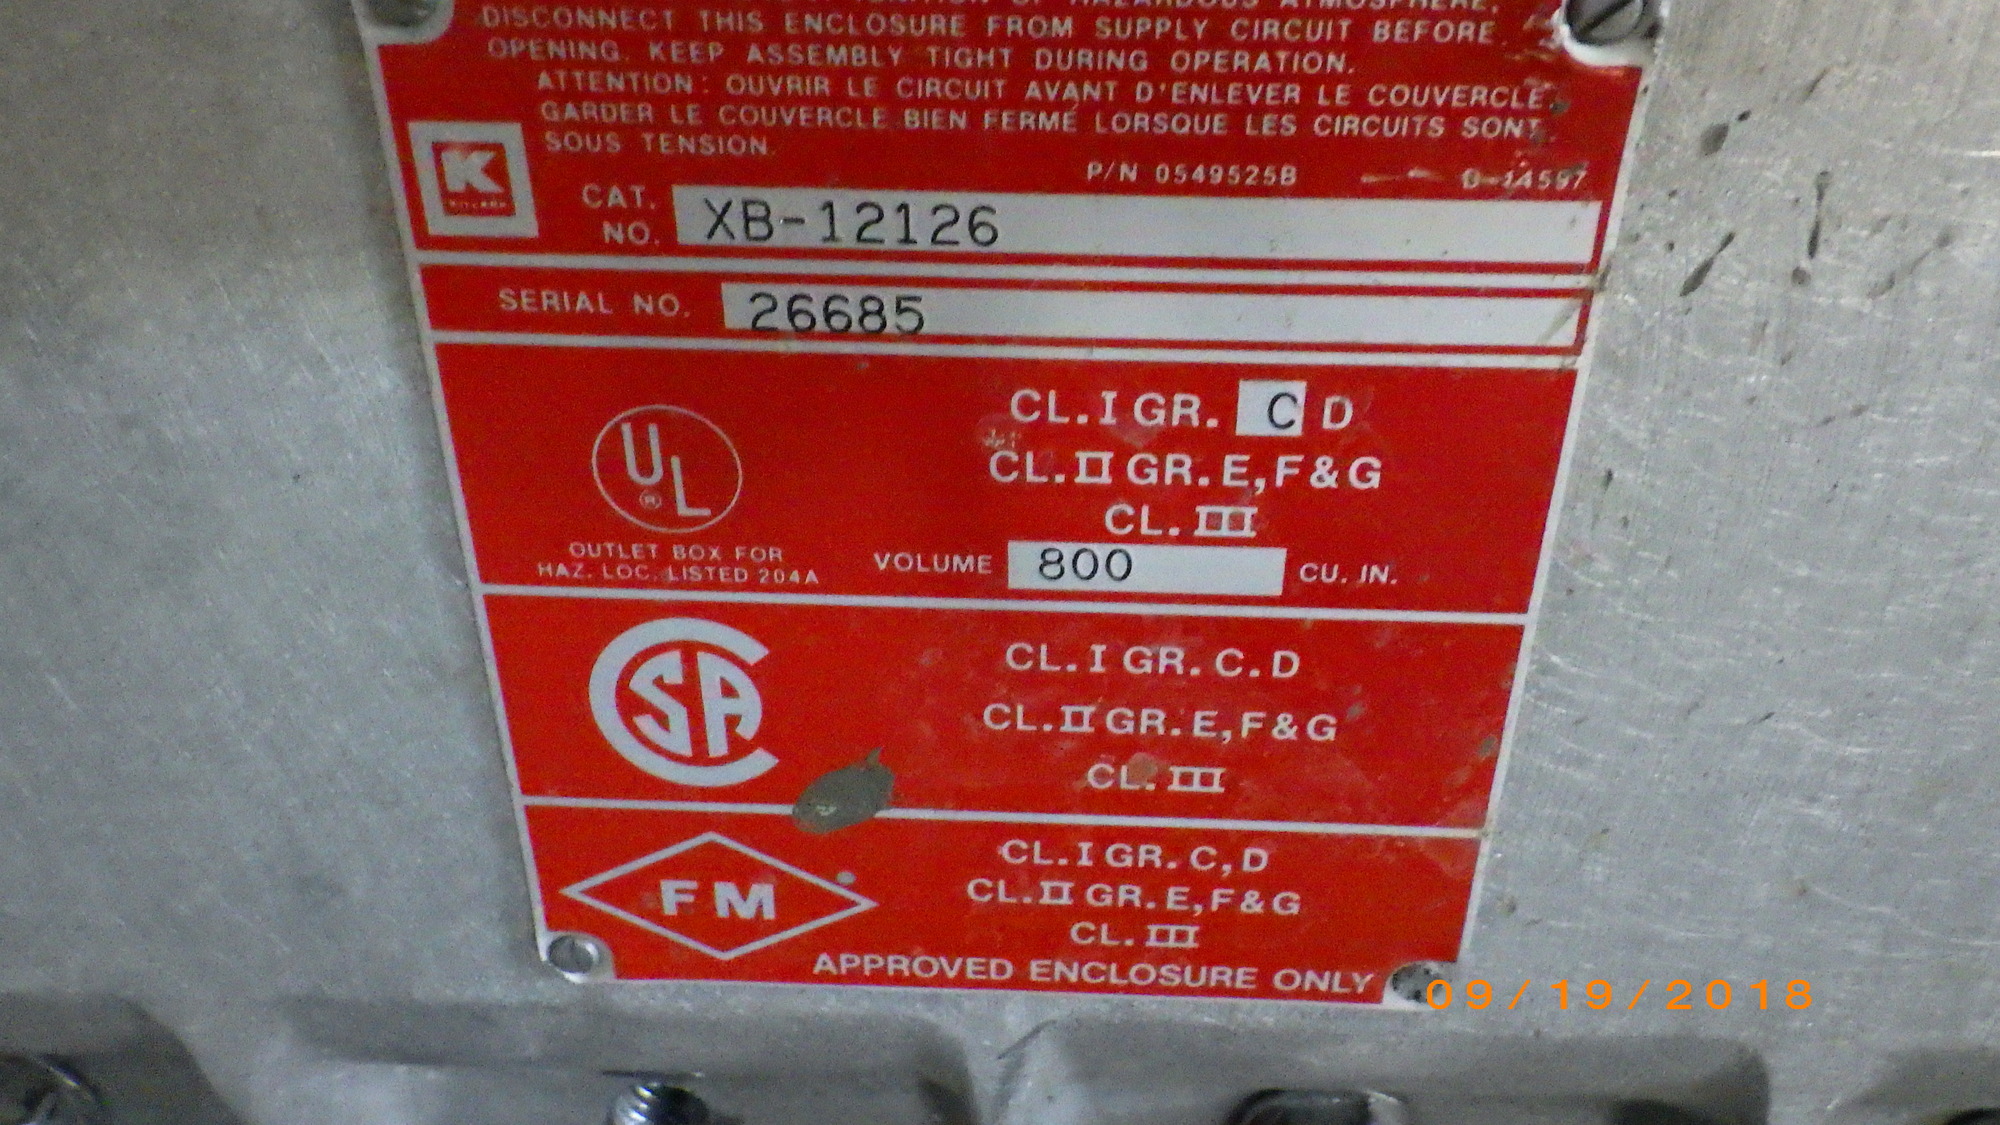 HAZARDOUS ATMOSPHERE,
DISCONNECT THIS ENCLOSURE FROM SUPPLY CIRCUIT BEFORE
OPENING. KEEP ASSEMBLY TIGHT DURING OPERATION.
ATTENTION: OUVRIR LE CIRCUIT AVANT D'ENLEVER LE COUVERCLE.
GARDER LE COUVERCLE BIEN FERMÉ LORSQUE LES CIRCUITS SONT
SOUS TENSION.
P/N 0549525B
K
CAT. NO. XB-12126
SERIAL NO. 26685
UL ®
OUTLET BOX FOR
HAZ. LOC. LISTED 204A
CL. I GR. C D
CL. II GR. E, F & G
CL. III
VOLUME 800 CU. IN.
CSA
CL. I GR. C. D
CL. II GR. E, F & G
CL. III
FM
CL. I GR. C, D
CL. II GR. E, F & G
CL. III
APPROVED ENCLOSURE ONLY
09/19/2018